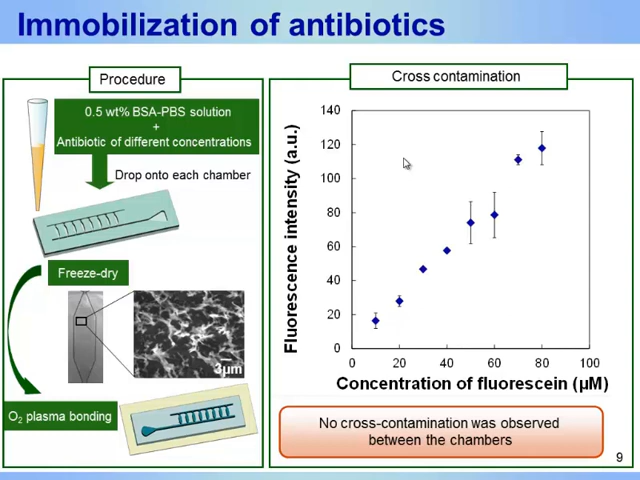 Immobilization of antibiotics
Procedure
0.5 wt% BSA-PBS solution
+
Antibiotic of different concentrations
Drop onto each chamber
Freeze-dry
3μm
O₂ plasma bonding
Cross contamination
Fluorescence intensity (a.u.)
140
120
100
80
60
40
20
0
0 20 40 60 80 100
Concentration of fluorescein (μM)
No cross-contamination was observed
between the chambers
9